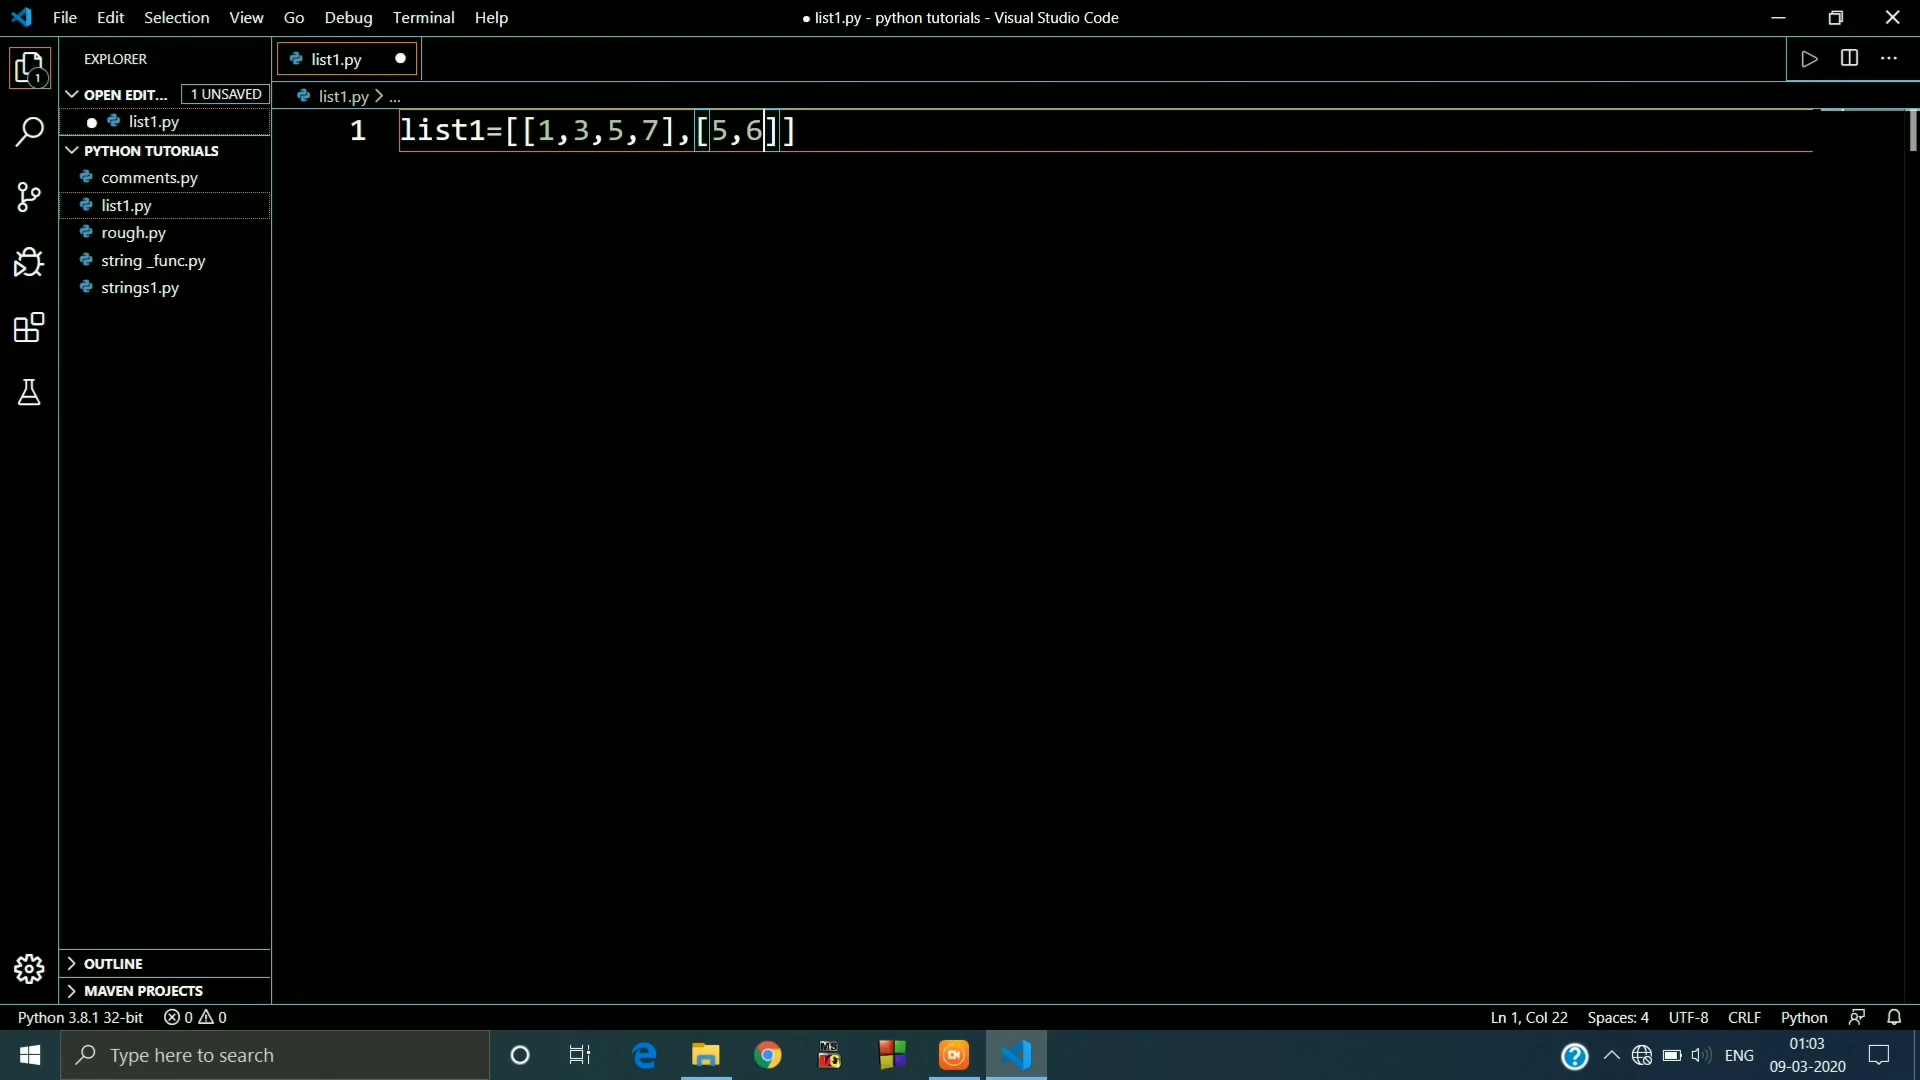 File Edit Selection View Go Debug Terminal Help
● list1.py - python tutorials - Visual Studio Code
EXPLORER
list1.py
1
OPEN EDIT... 1 UNSAVED
list1.py > ...
list1.py
1 list1=[[1,3,5,7],[5,6]]
PYTHON TUTORIALS
comments.py
list1.py
rough.py
string _func.py
strings1.py
OUTLINE
MAVEN PROJECTS
Python 3.8.1 32-bit 0 0
Ln 1, Col 22 Spaces: 4 UTF-8 CRLF Python
Type here to search
ENG
01:03
09-03-2020